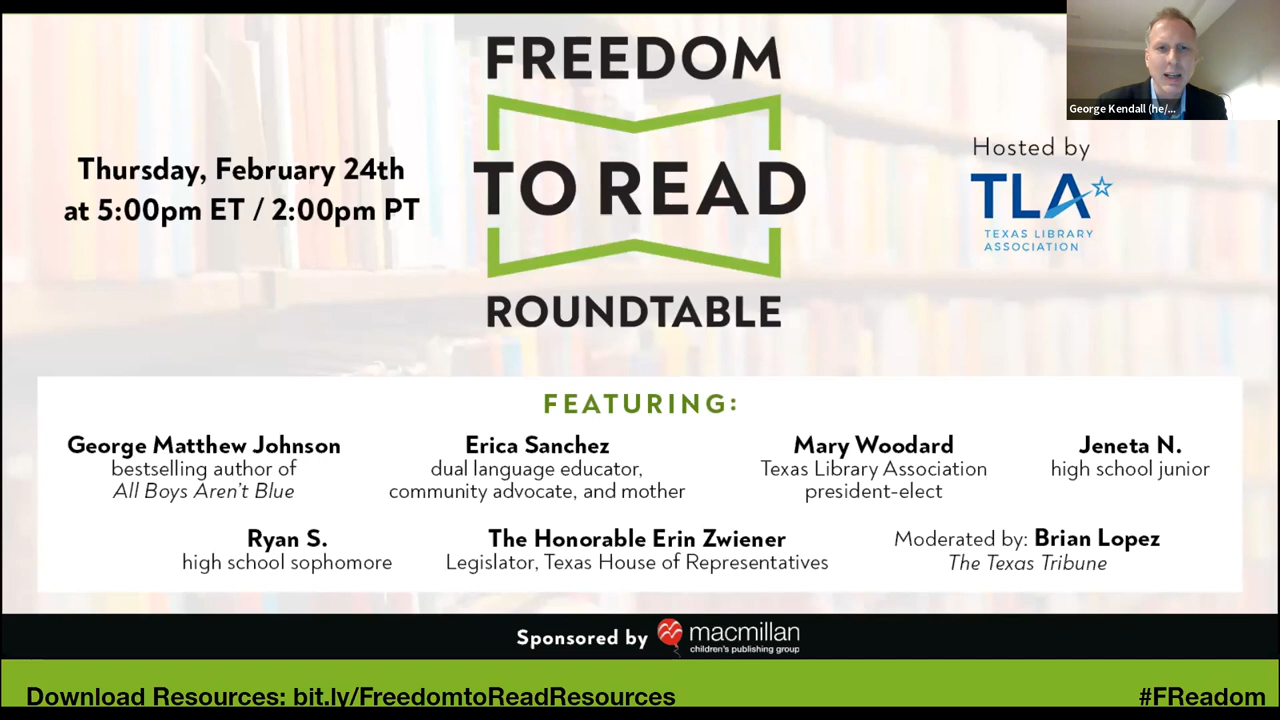 George Kendall (he/...
FREEDOM
TO READ
ROUNDTABLE
Thursday, February 24th
at 5:00pm ET / 2:00pm PT
Hosted by
TLA
TEXAS LIBRARY
ASSOCIATION
FEATURING:
George Matthew Johnson
bestselling author of
All Boys Aren't Blue
Erica Sanchez
dual language educator,
community advocate, and mother
Mary Woodard
Texas Library Association
president-elect
Jeneta N.
high school junior
Ryan S.
high school sophomore
The Honorable Erin Zwiener
Legislator, Texas House of Representatives
Moderated by: Brian Lopez
The Texas Tribune
Sponsored by macmillan
children's publishing group
Download Resources: bit.ly/FreedomtoReadResources
#FReadom